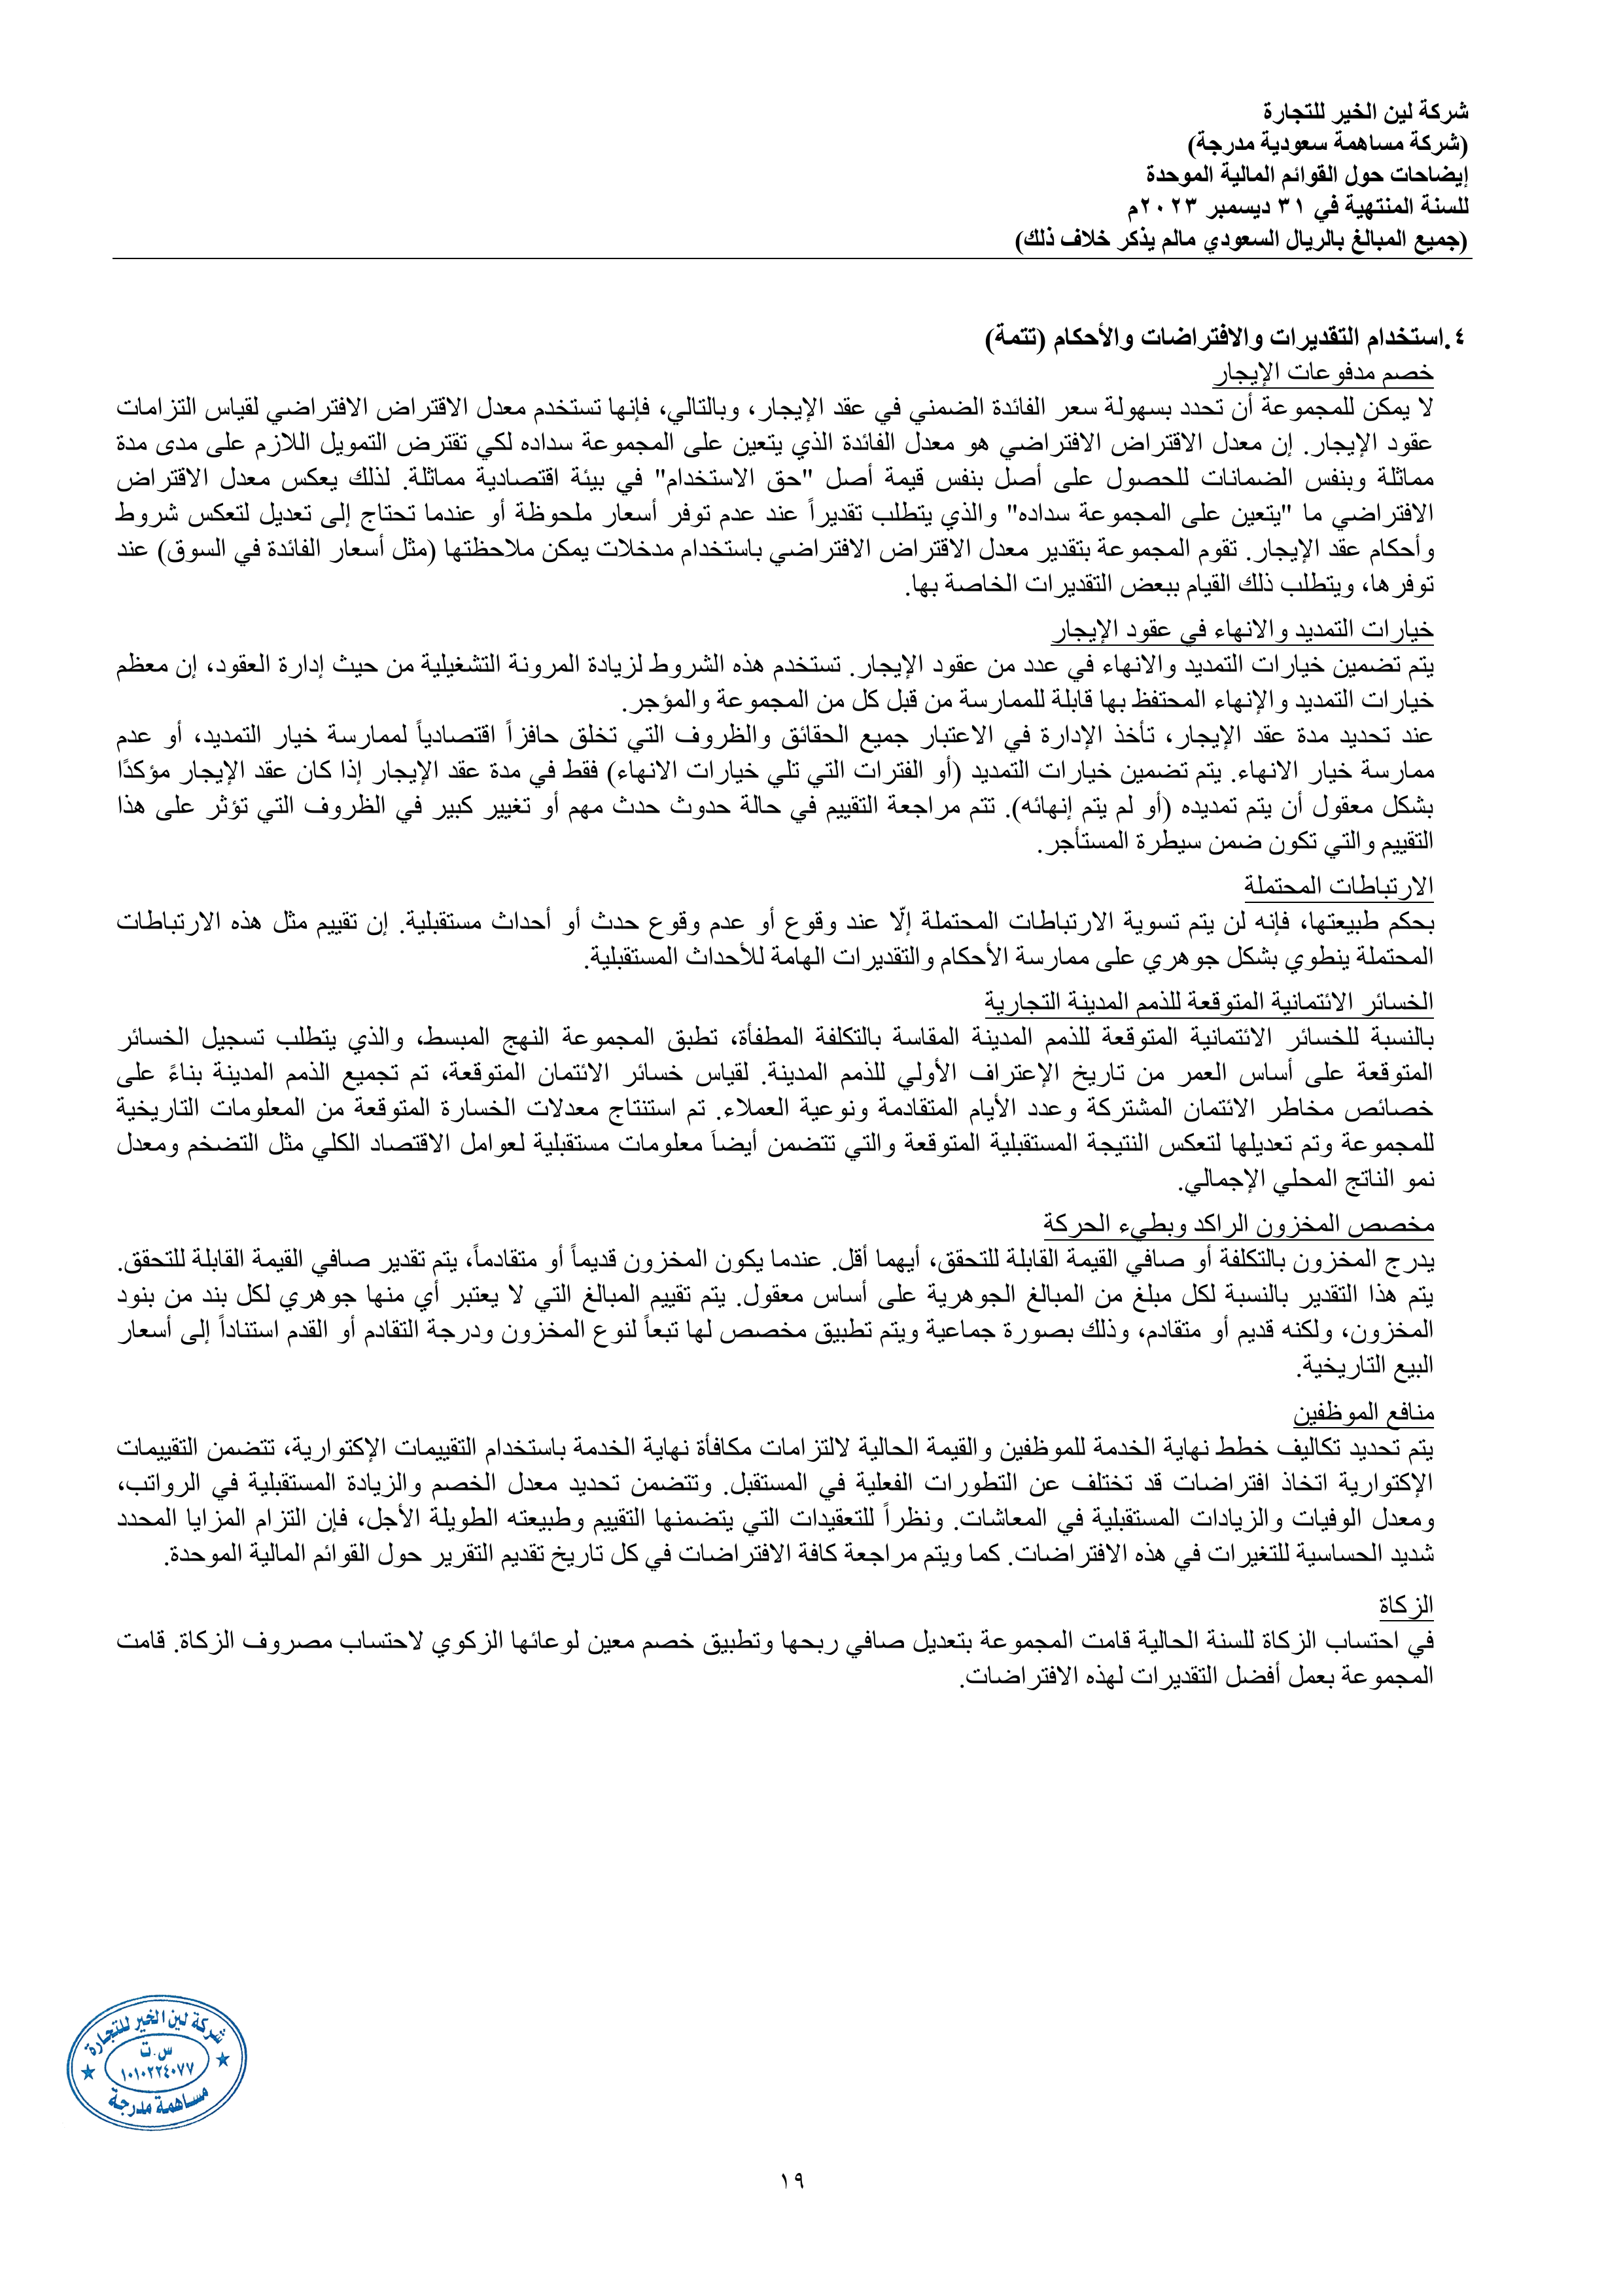 شركة لين الخير للتجارة
(شركة مساهمة سعودية مدرجة)
إيضاحات حول القوائم المالية الموحدة
للسنة المنتهية في ٣١ ديسمبر ٢٠٢٣م
(جميع المبالغ بالريال السعودي مالم يذكر خلاف ذلك)
٤.استخدام التقديرات والافتراضات والأحكام (تتمة)
خصم مدفوعات الإيجار
لا يمكن للمجموعة أن تحدد بسهولة سعر الفائدة الضمني في عقد الإيجار، وبالتالي، فإنها تستخدم معدل الاقتراض الافتراضي لقياس التزامات
عقود الإيجار. إن معدل الاقتراض الافتراضي هو معدل الفائدة الذي يتعين على المجموعة سداده لكي تقترض التمويل اللازم على مدى مدة
مماثلة وبنفس الضمانات للحصول على أصل بنفس قيمة أصل "حق الاستخدام" في بيئة اقتصادية مماثلة. لذلك يعكس معدل الاقتراض
الافتراضي ما "يتعين على المجموعة سداده" والذي يتطلب تقديراً عند عدم توفر أسعار ملحوظة أو عندما تحتاج إلى تعديل لتعكس شروط
وأحكام عقد الإيجار. تقوم المجموعة بتقدير معدل الاقتراض الافتراضي باستخدام مدخلات يمكن ملاحظتها (مثل أسعار الفائدة في السوق) عند
توفرها، ويتطلب ذلك القيام ببعض التقديرات الخاصة بها.
خيارات التمديد والانهاء في عقود الإيجار
يتم تضمين خيارات التمديد والانهاء في عدد من عقود الإيجار. تستخدم هذه الشروط لزيادة المرونة التشغيلية من حيث إدارة العقود، إن معظم
خيارات التمديد والإنهاء المحتفظ بها قابلة للممارسة من قبل كل من المجموعة والمؤجر.
عند تحديد مدة عقد الإيجار، تأخذ الإدارة في الاعتبار جميع الحقائق والظروف التي تخلق حافزاً اقتصادياً لممارسة خيار التمديد، أو عدم
ممارسة خيار الانهاء. يتم تضمين خيارات التمديد (أو الفترات التي تلي خيارات الانهاء) فقط في مدة عقد الإيجار إذا كان عقد الإيجار مؤكدًا
بشكل معقول أن يتم تمديده (أو لم يتم إنهائه). تتم مراجعة التقييم في حالة حدوث حدث مهم أو تغيير كبير في الظروف التي تؤثر على هذا
التقييم والتي تكون ضمن سيطرة المستأجر.
الارتباطات المحتملة
بحكم طبيعتها، فإنه لن يتم تسوية الارتباطات المحتملة إلّا عند وقوع أو عدم وقوع حدث أو أحداث مستقبلية. إن تقييم مثل هذه الارتباطات
المحتملة ينطوي بشكل جوهري على ممارسة الأحكام والتقديرات الهامة للأحداث المستقبلية.
الخسائر الائتمانية المتوقعة للذمم المدينة التجارية
بالنسبة للخسائر الائتمانية المتوقعة للذمم المدينة المقاسة بالتكلفة المطفأة، تطبق المجموعة النهج المبسط، والذي يتطلب تسجيل الخسائر
المتوقعة على أساس العمر من تاريخ الإعتراف الأولي للذمم المدينة. لقياس خسائر الائتمان المتوقعة، تم تجميع الذمم المدينة بناءً على
خصائص مخاطر الائتمان المشتركة وعدد الأيام المتقادمة ونوعية العملاء. تم استنتاج معدلات الخسارة المتوقعة من المعلومات التاريخية
للمجموعة وتم تعديلها لتعكس النتيجة المستقبلية المتوقعة والتي تتضمن أيضاَ معلومات مستقبلية لعوامل الاقتصاد الكلي مثل التضخم ومعدل
نمو الناتج المحلي الإجمالي.
مخصص المخزون الراكد وبطيء الحركة
يدرج المخزون بالتكلفة أو صافي القيمة القابلة للتحقق، أيهما أقل. عندما يكون المخزون قديماً أو متقادماً، يتم تقدير صافي القيمة القابلة للتحقق.
يتم هذا التقدير بالنسبة لكل مبلغ من المبالغ الجوهرية على أساس معقول. يتم تقييم المبالغ التي لا يعتبر أي منها جوهري لكل بند من بنود
المخزون، ولكنه قديم أو متقادم، وذلك بصورة جماعية ويتم تطبيق مخصص لها تبعاً لنوع المخزون ودرجة التقادم أو القدم استناداً إلى أسعار
البيع التاريخية.
منافع الموظفين
يتم تحديد تكاليف خطط نهاية الخدمة للموظفين والقيمة الحالية لالتزامات مكافأة نهاية الخدمة باستخدام التقييمات الإكتوارية، تتضمن التقييمات
الإكتوارية اتخاذ افتراضات قد تختلف عن التطورات الفعلية في المستقبل. وتتضمن تحديد معدل الخصم والزيادة المستقبلية في الرواتب،
ومعدل الوفيات والزيادات المستقبلية في المعاشات. ونظراً للتعقيدات التي يتضمنها التقييم وطبيعته الطويلة الأجل، فإن التزام المزايا المحدد
شديد الحساسية للتغيرات في هذه الافتراضات. كما ويتم مراجعة كافة الافتراضات في كل تاريخ تقديم التقرير حول القوائم المالية الموحدة.
الزكاة
في احتساب الزكاة للسنة الحالية قامت المجموعة بتعديل صافي ربحها وتطبيق خصم معين لوعائها الزكوي لاحتساب مصروف الزكاة. قامت
المجموعة بعمل أفضل التقديرات لهذه الافتراضات.
شركة لين الخير للتجارة
س.ت
١٠١٠٢٢٤٠٧٧
مساهمة مدرجة
١٩